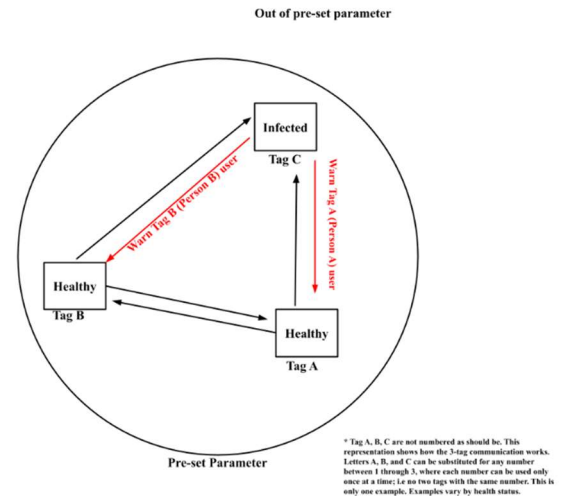 Out of pre-set parameter
Infected
Tag C
Warn Tag B (Person B) user
Warn Tag A (Person A) user
Healthy
Tag B
Healthy
Tag A
Pre-set Parameter
* Tag A, B, C are not numbered as should be. This
representation shows how the 3-tag communication works.
Letters A, B, and C can be substituted for any number
between 1 through 3, where each number can be used only
once at a time; i.e no two tags with the same number. This is
only one example. Examples vary by health status.